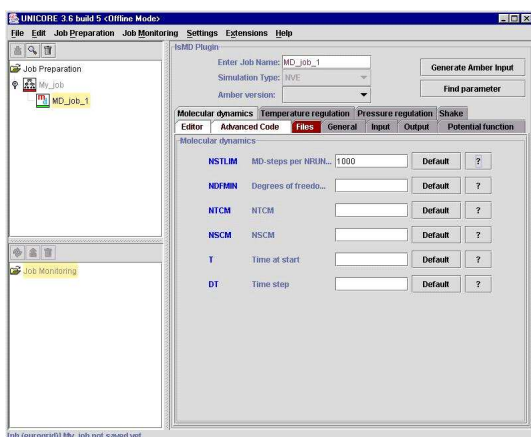 UNICORE 3.6 build 5 <Offline Mode>
File Edit Job Preparation Job Monitoring Settings Extensions Help
IsMD Plugin
Job Preparation
My_job
MD_job_1
Enter Job Name: MD_job_1
Simulation Type: NVE
Amber version:
Generate Amber Input
Find parameter
Molecular dynamics Temperature regulation Pressure regulation Shake
Editor Advanced Code Files General Input Output Potential function
Molecular dynamics
NSTLIM MD-steps per NRUN... 1000 Default ?
NDFMIN Degrees of freedo... Default ?
NTCM NTCM Default ?
NSCM NSCM Default ?
T Time at start Default ?
DT Time step Default ?
Job Monitoring
My_job not saved yet